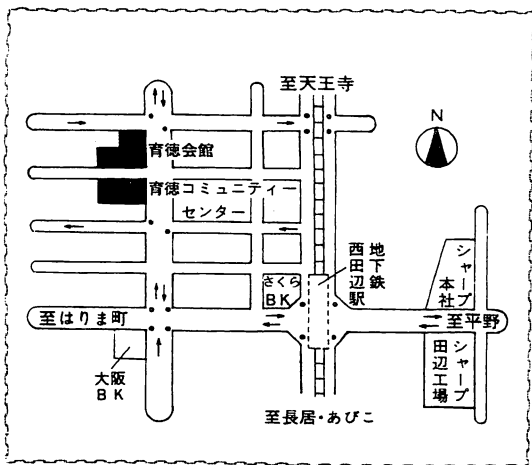 至天王寺
N
育徳会館
育徳コミュニティー
センター
地下鉄
西田辺駅
さくら
BK
シャープ
本社
至はりま町
至平野
大阪
BK
シャープ
田辺工場
至長居・あびこ